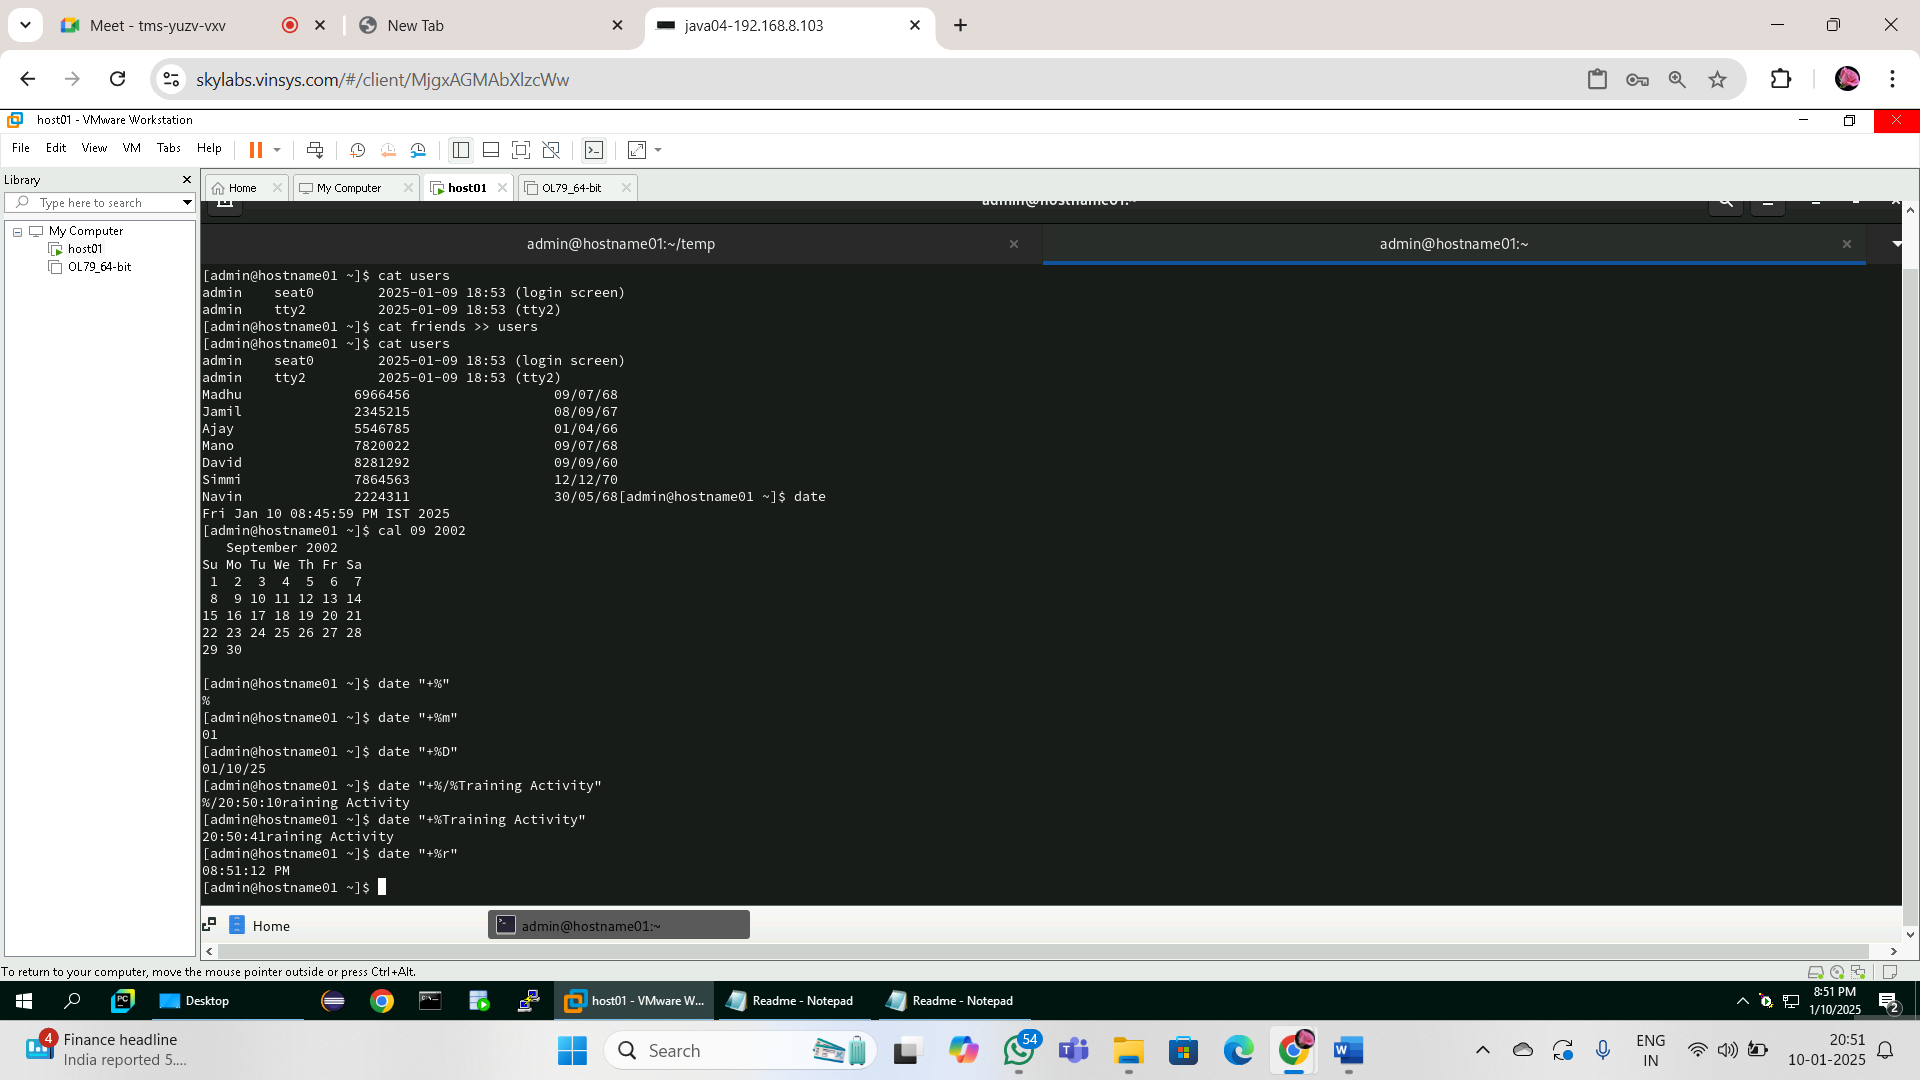 Meet - tms-yuzv-vxv
New Tab
java04-192.168.8.103
skylabs.vinsys.com/#/client/MjgxAGMAbXlzcWw
host01 - VMware Workstation
File Edit View VM Tabs Help
Library
Type here to search
My Computer
host01
OL79_64-bit
Home
My Computer
host01
OL79_64-bit
admin@hostname01:~
admin@hostname01:~/temp
admin@hostname01:~
[admin@hostname01 ~]$ cat users
admin    seat0        2025-01-09 18:53 (login screen)
admin    tty2         2025-01-09 18:53 (tty2)
[admin@hostname01 ~]$ cat friends >> users
[admin@hostname01 ~]$ cat users
admin    seat0        2025-01-09 18:53 (login screen)
admin    tty2         2025-01-09 18:53 (tty2)
Madhu              6966456                  09/07/68
Jamil              2345215                  08/09/67
Ajay               5546785                  01/04/66
Mano               7820022                  09/07/68
David              8281292                  09/09/60
Simmi              7864563                  12/12/70
Navin              2224311                  30/05/68[admin@hostname01 ~]$ date
Fri Jan 10 08:45:59 PM IST 2025
[admin@hostname01 ~]$ cal 09 2002
   September 2002
Su Mo Tu We Th Fr Sa
 1  2  3  4  5  6  7
 8  9 10 11 12 13 14
15 16 17 18 19 20 21
22 23 24 25 26 27 28
29 30
[admin@hostname01 ~]$ date "+%"
%
[admin@hostname01 ~]$ date "+%m"
01
[admin@hostname01 ~]$ date "+%D"
01/10/25
[admin@hostname01 ~]$ date "+%/%Training Activity"
%/20:50:10raining Activity
[admin@hostname01 ~]$ date "+%Training Activity"
20:50:41raining Activity
[admin@hostname01 ~]$ date "+%r"
08:51:12 PM
[admin@hostname01 ~]$
Home
admin@hostname01:~
To return to your computer, move the mouse pointer outside or press Ctrl+Alt.
PC
Desktop
host01 - VMware W...
Readme - Notepad
Readme - Notepad
8:51 PM
1/10/2025
2
4
Finance headline
India reported 5....
Search
54
W
ENG
IN
20:51
10-01-2025